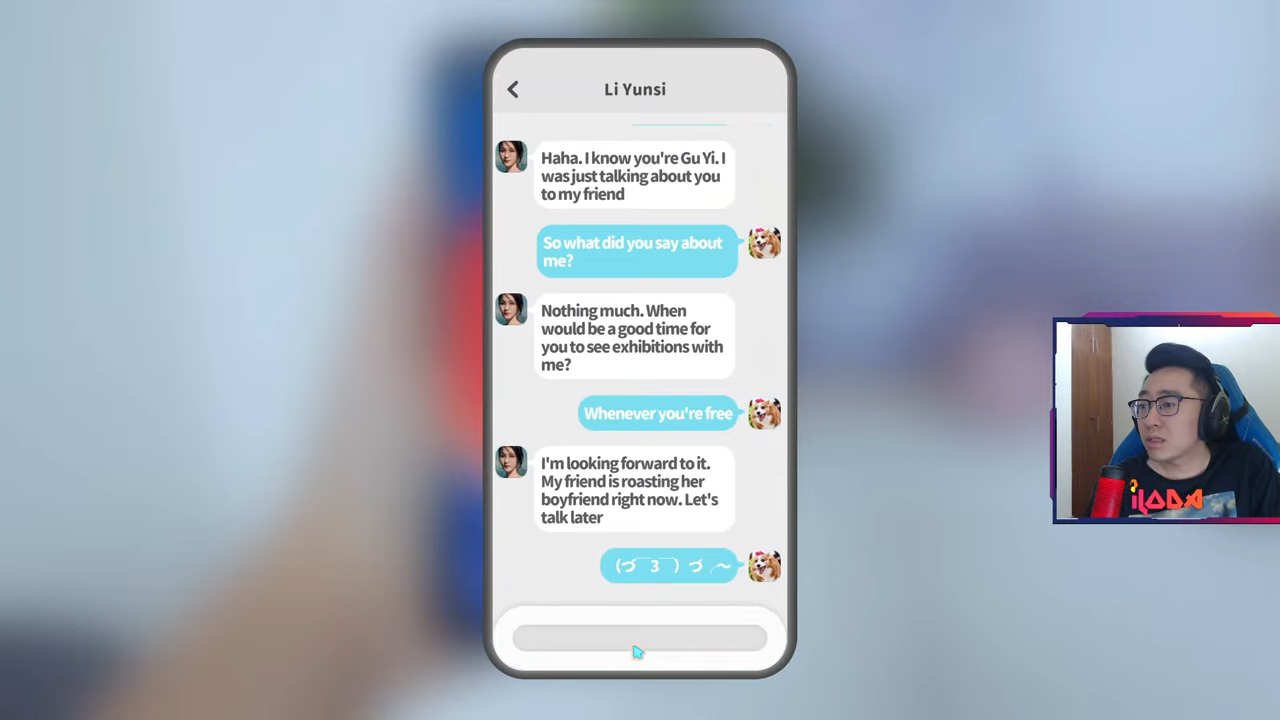 Li Yunsi
Haha. I know you're Gu Yi. I
was just talking about you
to my friend
So what did you say about
me?
Nothing much. When
would be a good time for
you to see exhibitions with
me?
Whenever you're free
I'm looking forward to it.
My friend is roasting her
boyfriend right now. Let's
talk later
(づ ̄ 3 ̄)づ╭~
iLODA